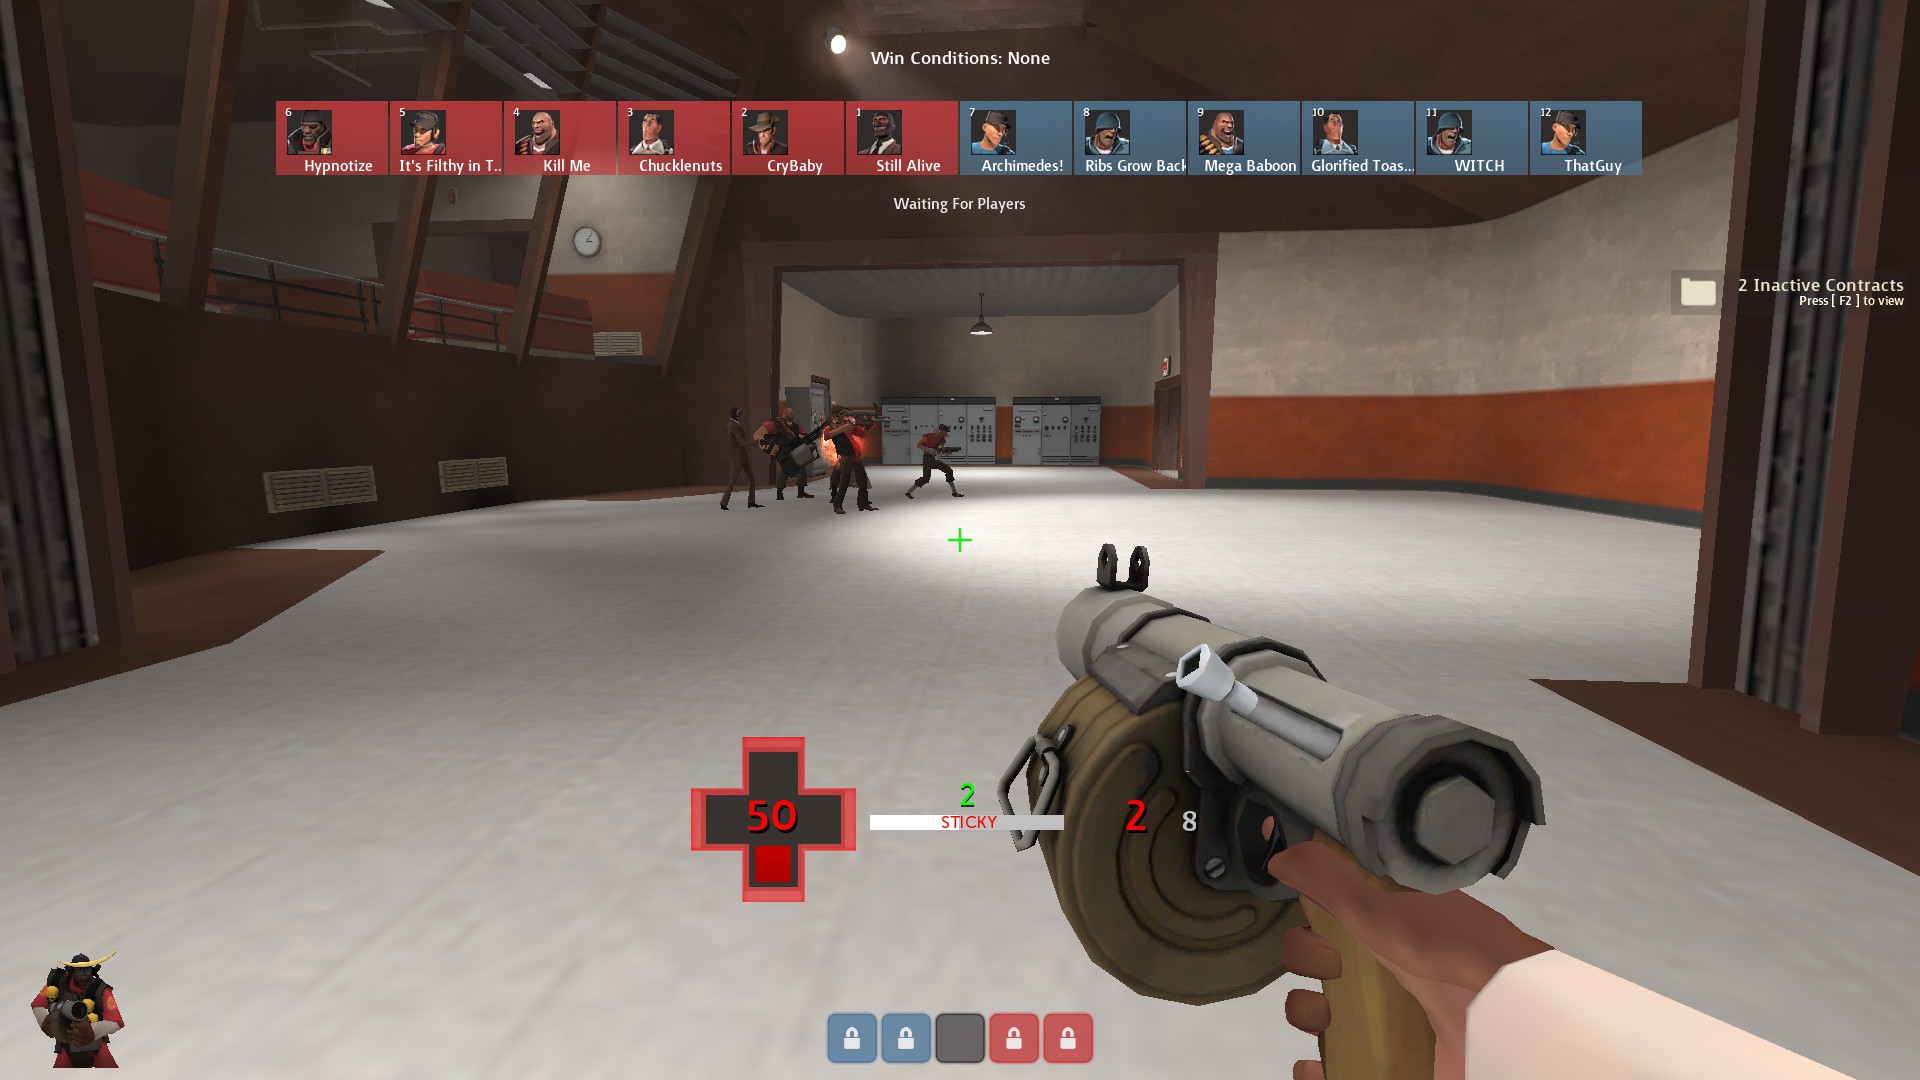 Win Conditions: None
6 5 4 3 2 1 7 8 9 10 11 12
Hypnotize It's Filthy in T.. Kill Me Chucklenuts CryBaby Still Alive Archimedes! Ribs Grow Back Mega Baboon Glorified Toas... WITCH ThatGuy
Waiting For Players
2 Inactive Contracts
Press [ F2 ] to view
50
2
STICKY
2 8